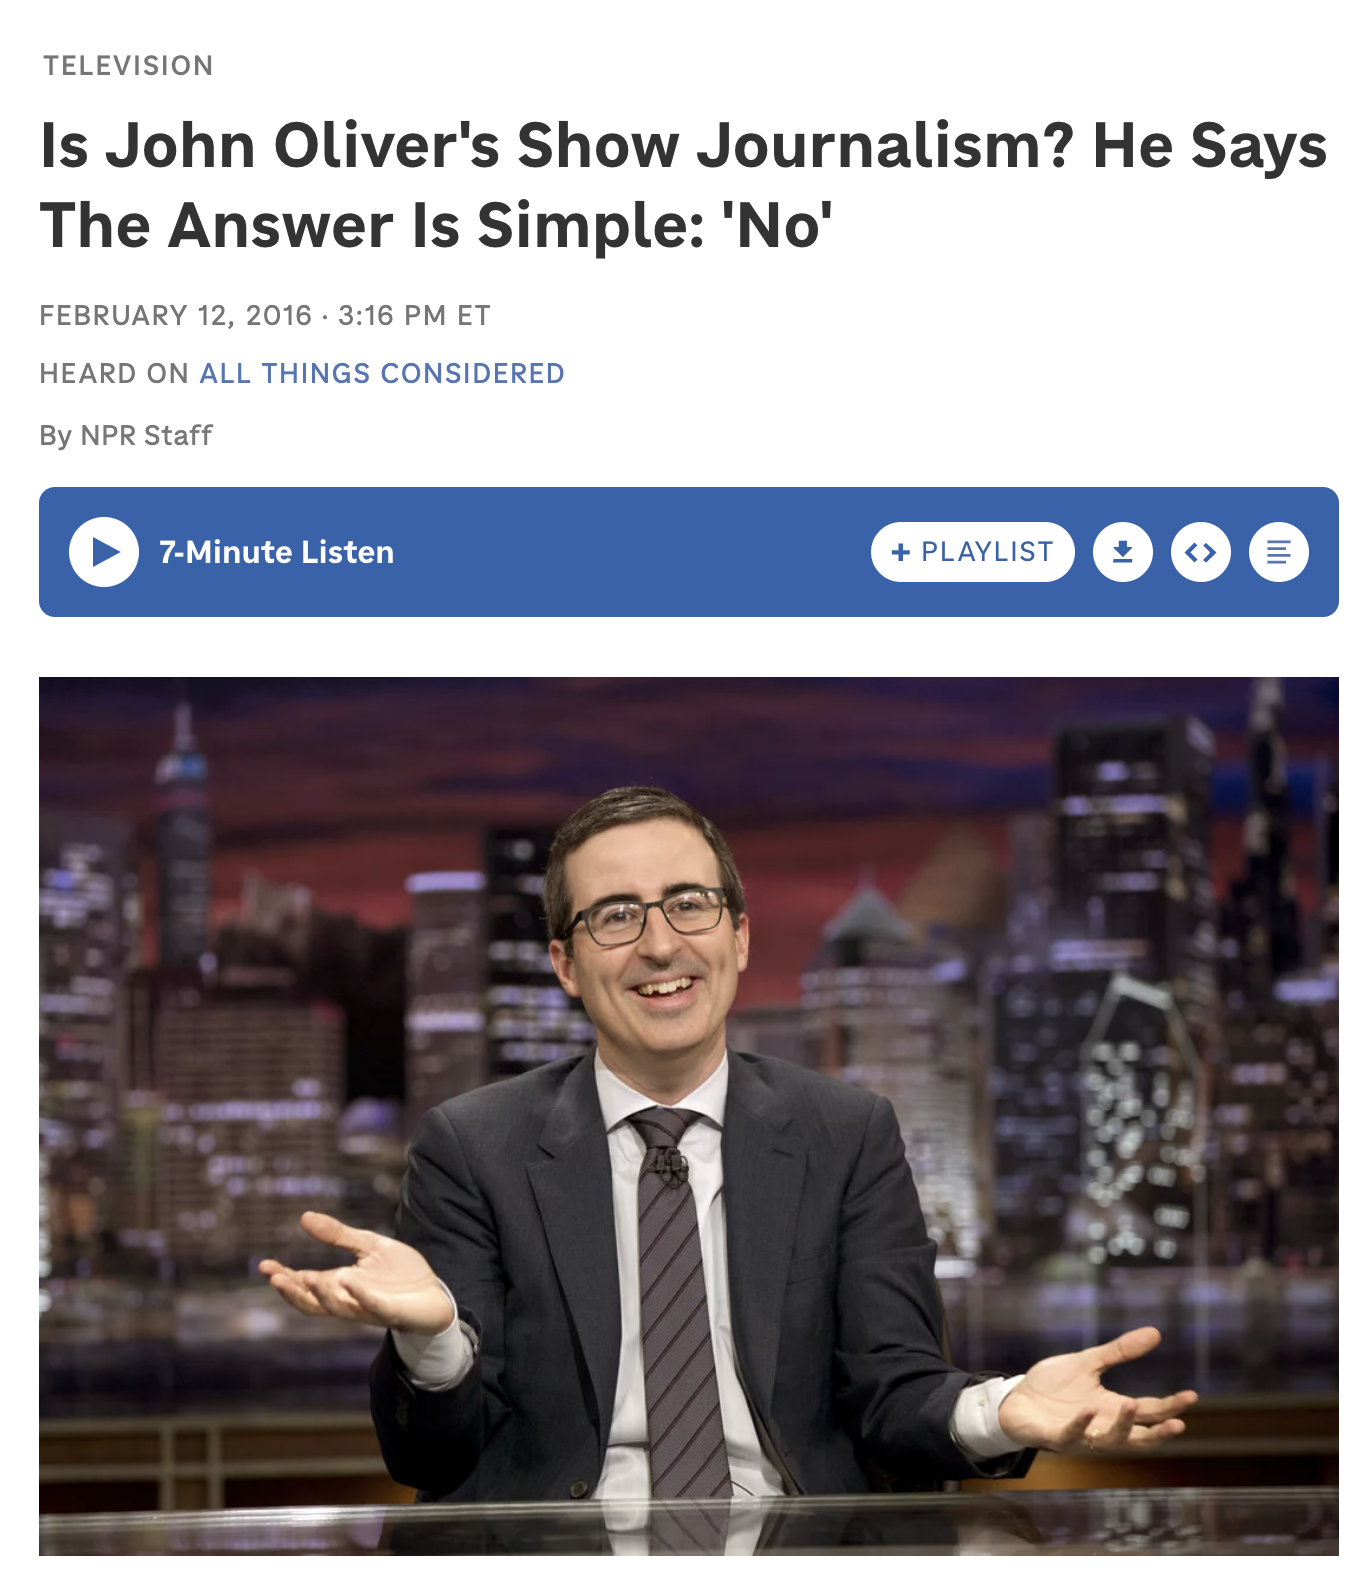 TELEVISION
Is John Oliver's Show Journalism? He Says
The Answer Is Simple: 'No'
FEBRUARY 12, 2016 · 3:16 PM ET
HEARD ON ALL THINGS CONSIDERED
By NPR Staff
7-Minute Listen
+ PLAYLIST